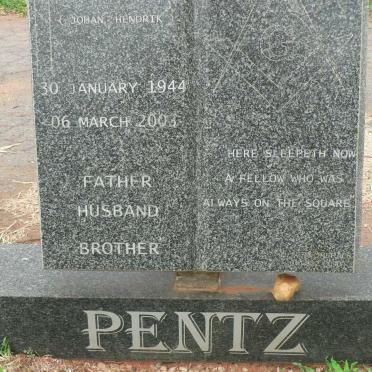 ( JOHAN HENDRIK )
30 JANUARY 1944
06 MARCH 2003
FATHER
HUSBAND
BROTHER
G
HERE SLEEPETH NOW
A FELLOW WHO WAS
ALWAYS ON THE SQUARE
PENTZ